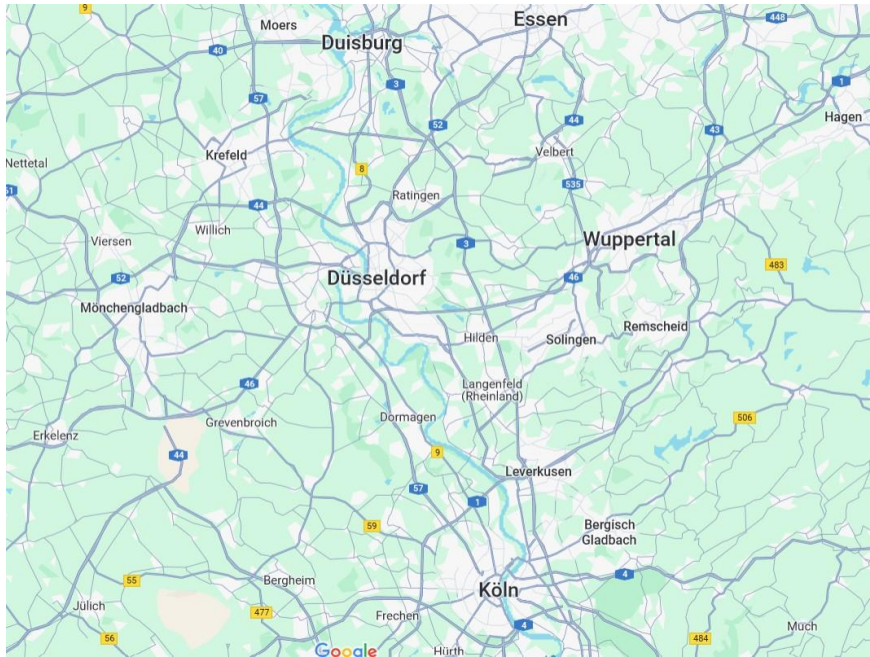 9
Moers
Essen
448
Duisburg
40
3
1
57
Hagen
52
44
43
Krefeld
Velbert
Nettetal
8
535
Ratingen
44
Willich
Viersen
3
Wuppertal
483
52
Düsseldorf
46
Mönchengladbach
Hilden
Solingen
Remscheid
46
Langenfeld
(Rheinland)
Dormagen
506
Grevenbroich
Erkelenz
44
9
Leverkusen
57
1
59
Bergisch
Gladbach
55
Bergheim
4
Köln
Jülich
477
Frechen
4
Much
56
484
Google
Hürth